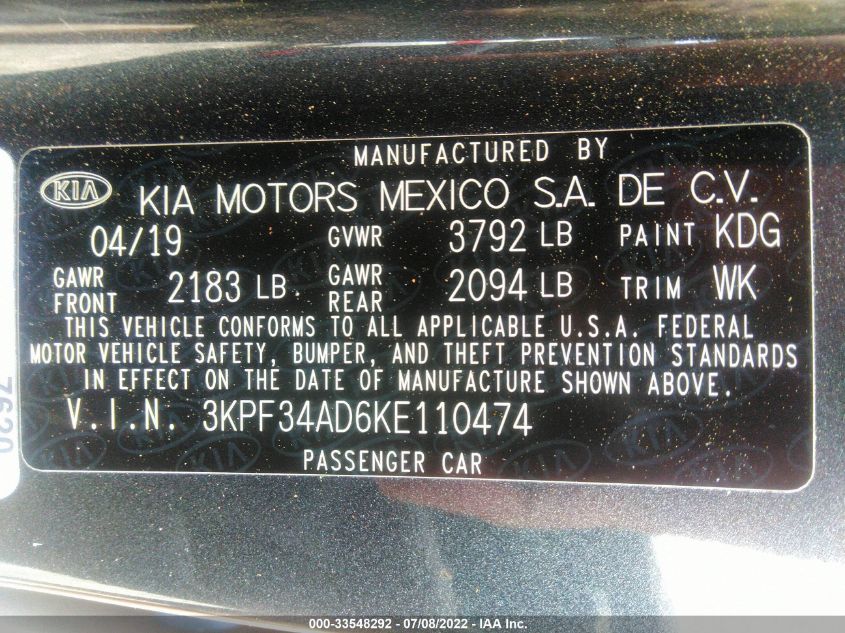 MANUFACTURED BY
KIA KIA MOTORS MEXICO S.A. DE C.V.
04/19 GVWR 3792 LB PAINT KDG
GAWR FRONT 2183 LB GAWR REAR 2094 LB TRIM WK
THIS VEHICLE CONFORMS TO ALL APPLICABLE U.S.A. FEDERAL
MOTOR VEHICLE SAFETY, BUMPER, AND THEFT PREVENTION STANDARDS
IN EFFECT ON THE DATE OF MANUFACTURE SHOWN ABOVE.
V.I.N. 3KPF34AD6KE110474
PASSENGER CAR
000-33548292 - 07/08/2022 - IAA Inc.